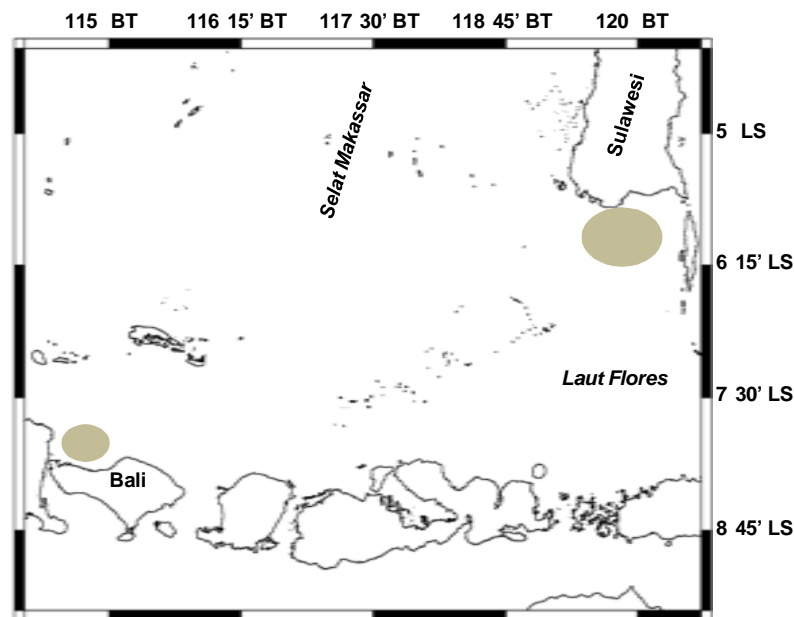 115 BT
116 15’ BT
117 30’ BT
118 45’ BT
120 BT
Selat Makassar
Sulawesi
5 LS
6 15’ LS
Laut Flores
7 30’ LS
Bali
8 45’ LS